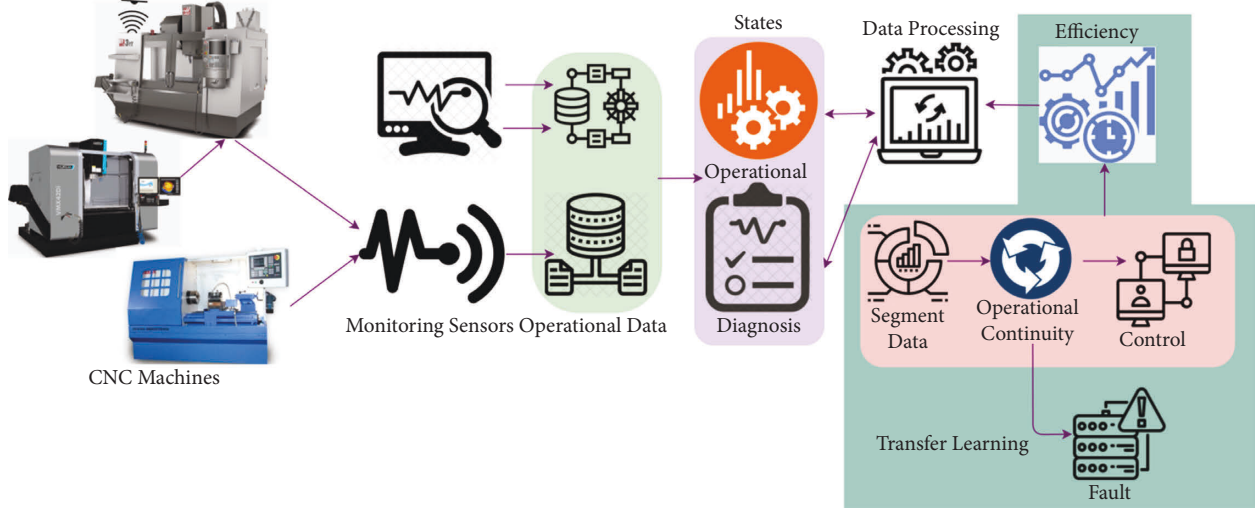 States
Data Processing
Efficiency
Operational
Monitoring Sensors
Operational Data
Diagnosis
Segment
Data
Operational
Continuity
Control
CNC Machines
Transfer Learning
Fault